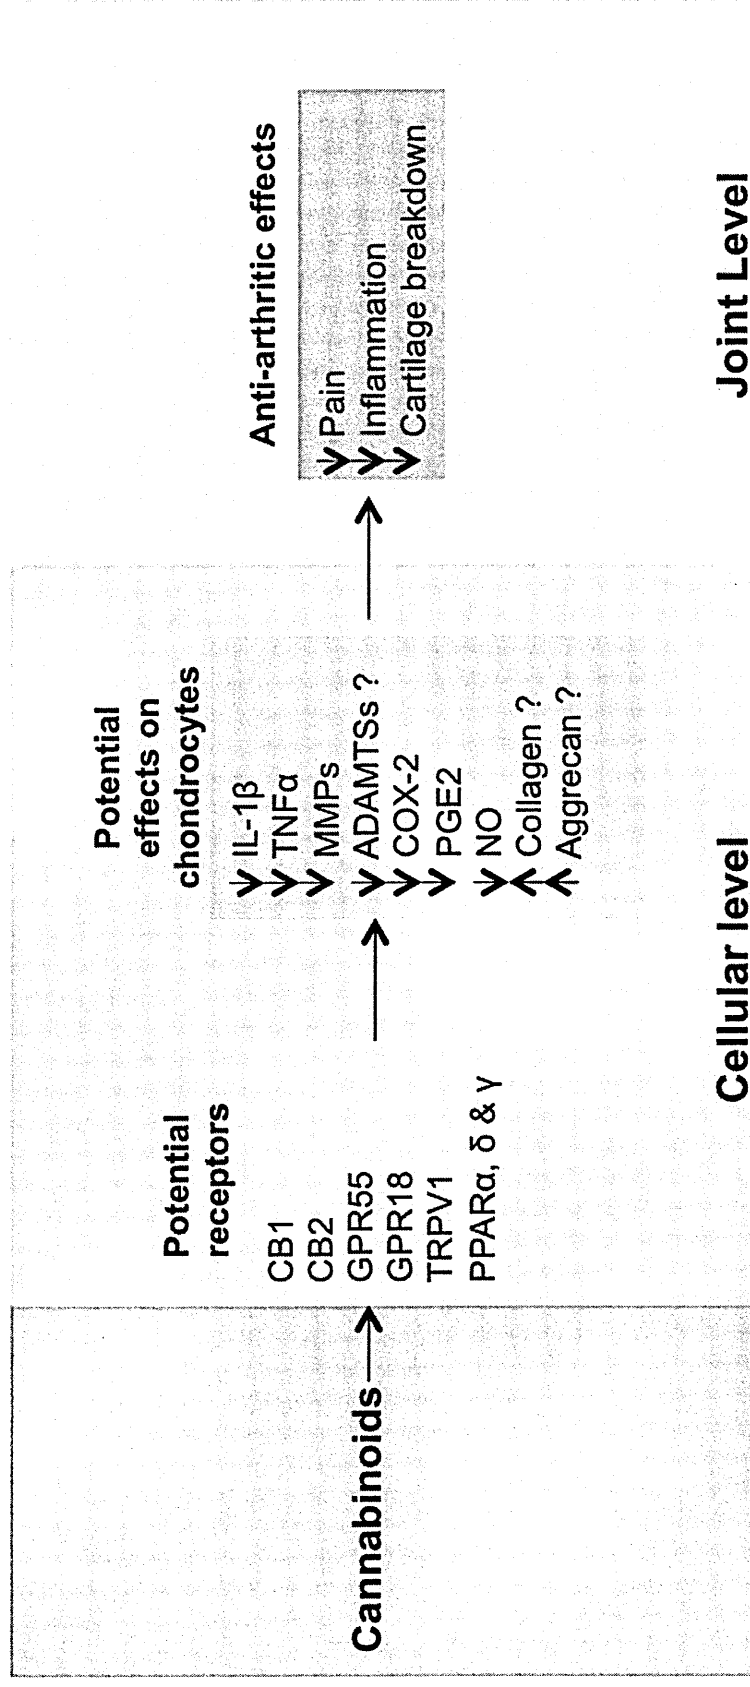 Cannabinoids
Potential
receptors
CB1
CB2
GPR55
GPR18
TRPV1
PPARα, δ & γ
Potential
effects on
chondrocytes
IL-1β
TNFα
MMPs
ADAMTSs ?
COX-2
PGE2
NO
Collagen ?
Aggrecan ?
Cellular level
Anti-arthritic effects
Pain
Inflammation
Cartilage breakdown
Joint Level